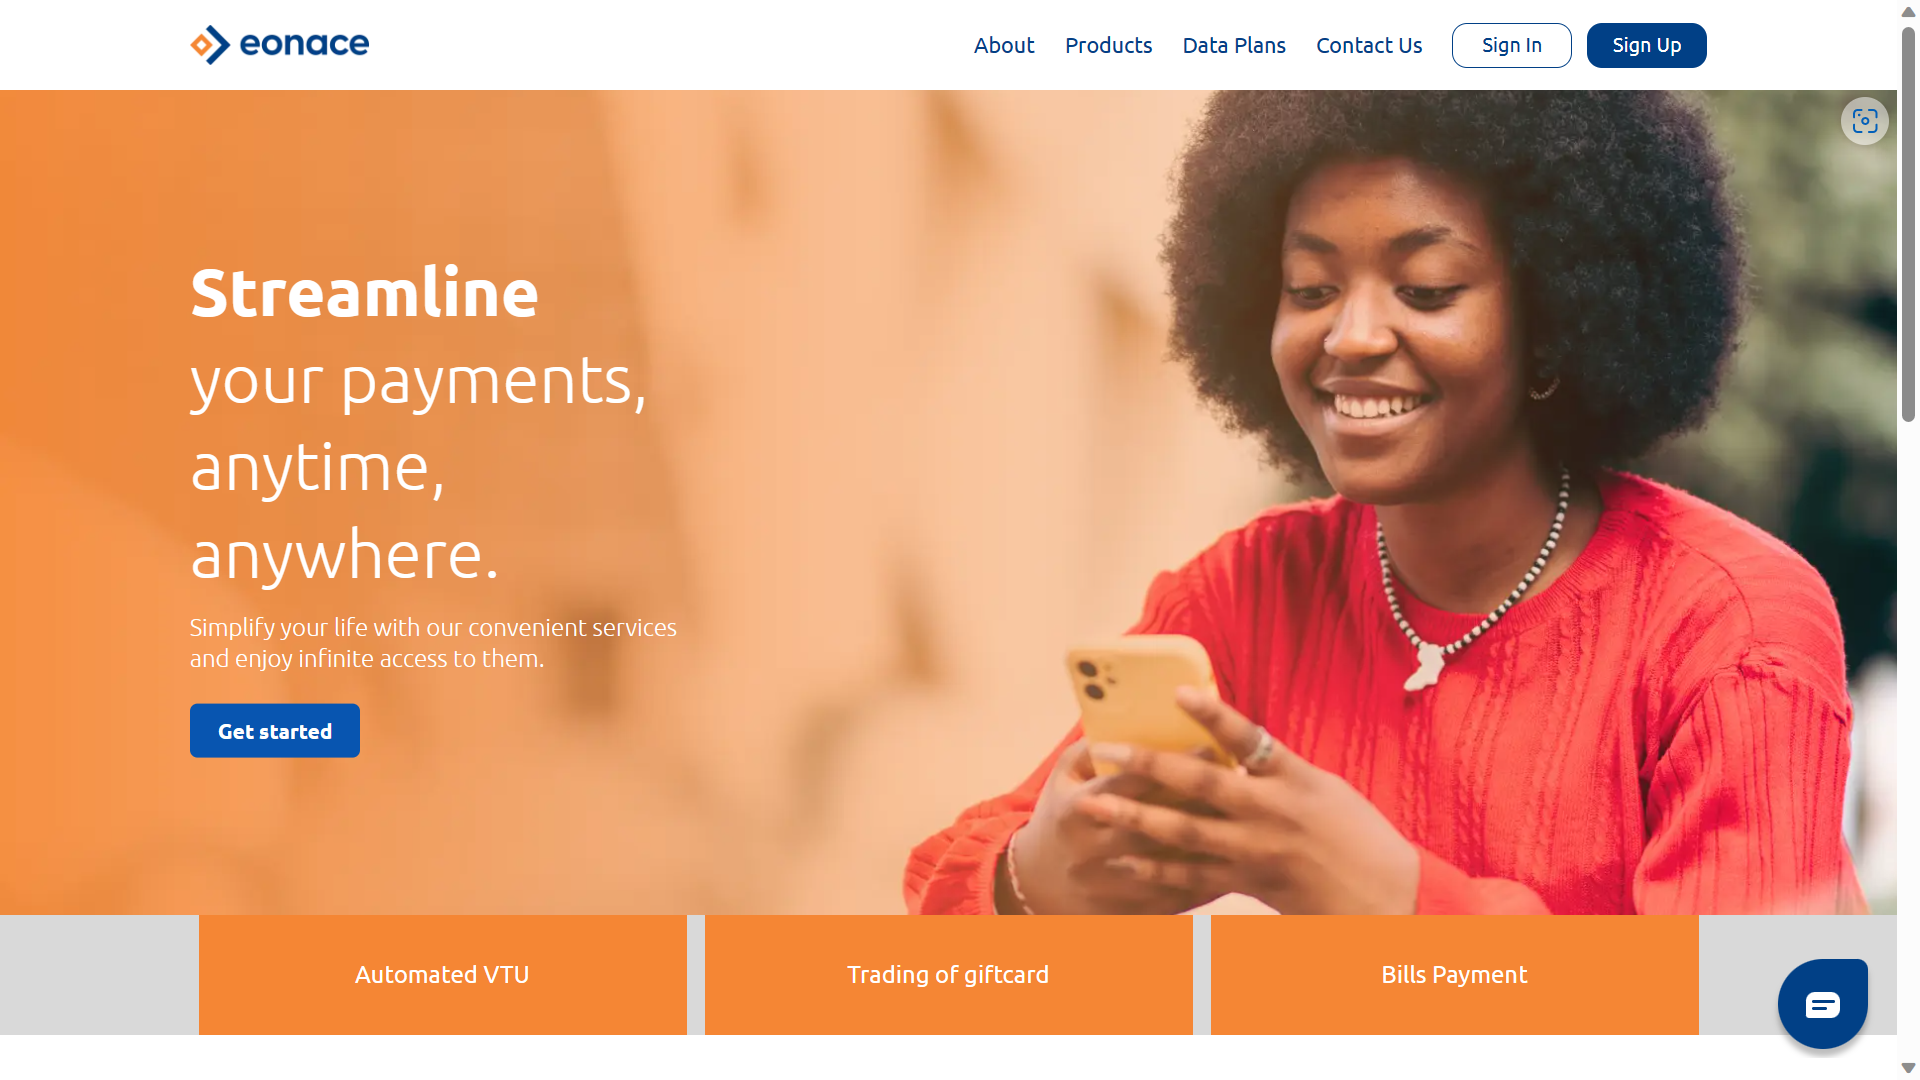 eonace
About
Products
Data Plans
Contact Us
Sign In
Sign Up
Streamline
your payments,
anytime,
anywhere.
Simplify your life with our convenient services
and enjoy infinite access to them.
Get started
Automated VTU
Trading of giftcard
Bills Payment